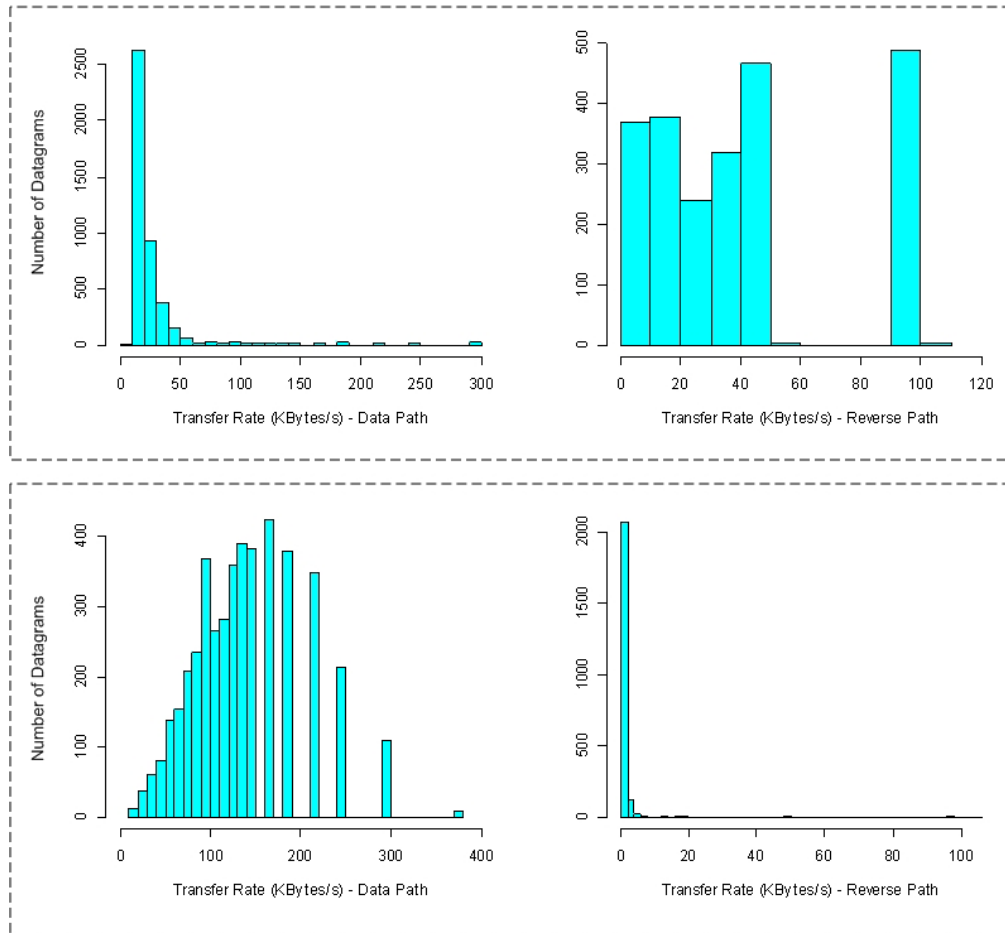 2500
2000
1500
1000
500
0
Number of Datagrams
0 50 100 150 200 250 300
Transfer Rate (KBytes/s) - Data Path
500
400
300
200
100
0
0 20 40 60 80 100 120
Transfer Rate (KBytes/s) - Reverse Path
400
300
200
100
0
Number of Datagrams
0 100 200 300 400
Transfer Rate (KBytes/s) - Data Path
2000
1500
1000
500
0
0 20 40 60 80 100
Transfer Rate (KBytes/s) - Reverse Path